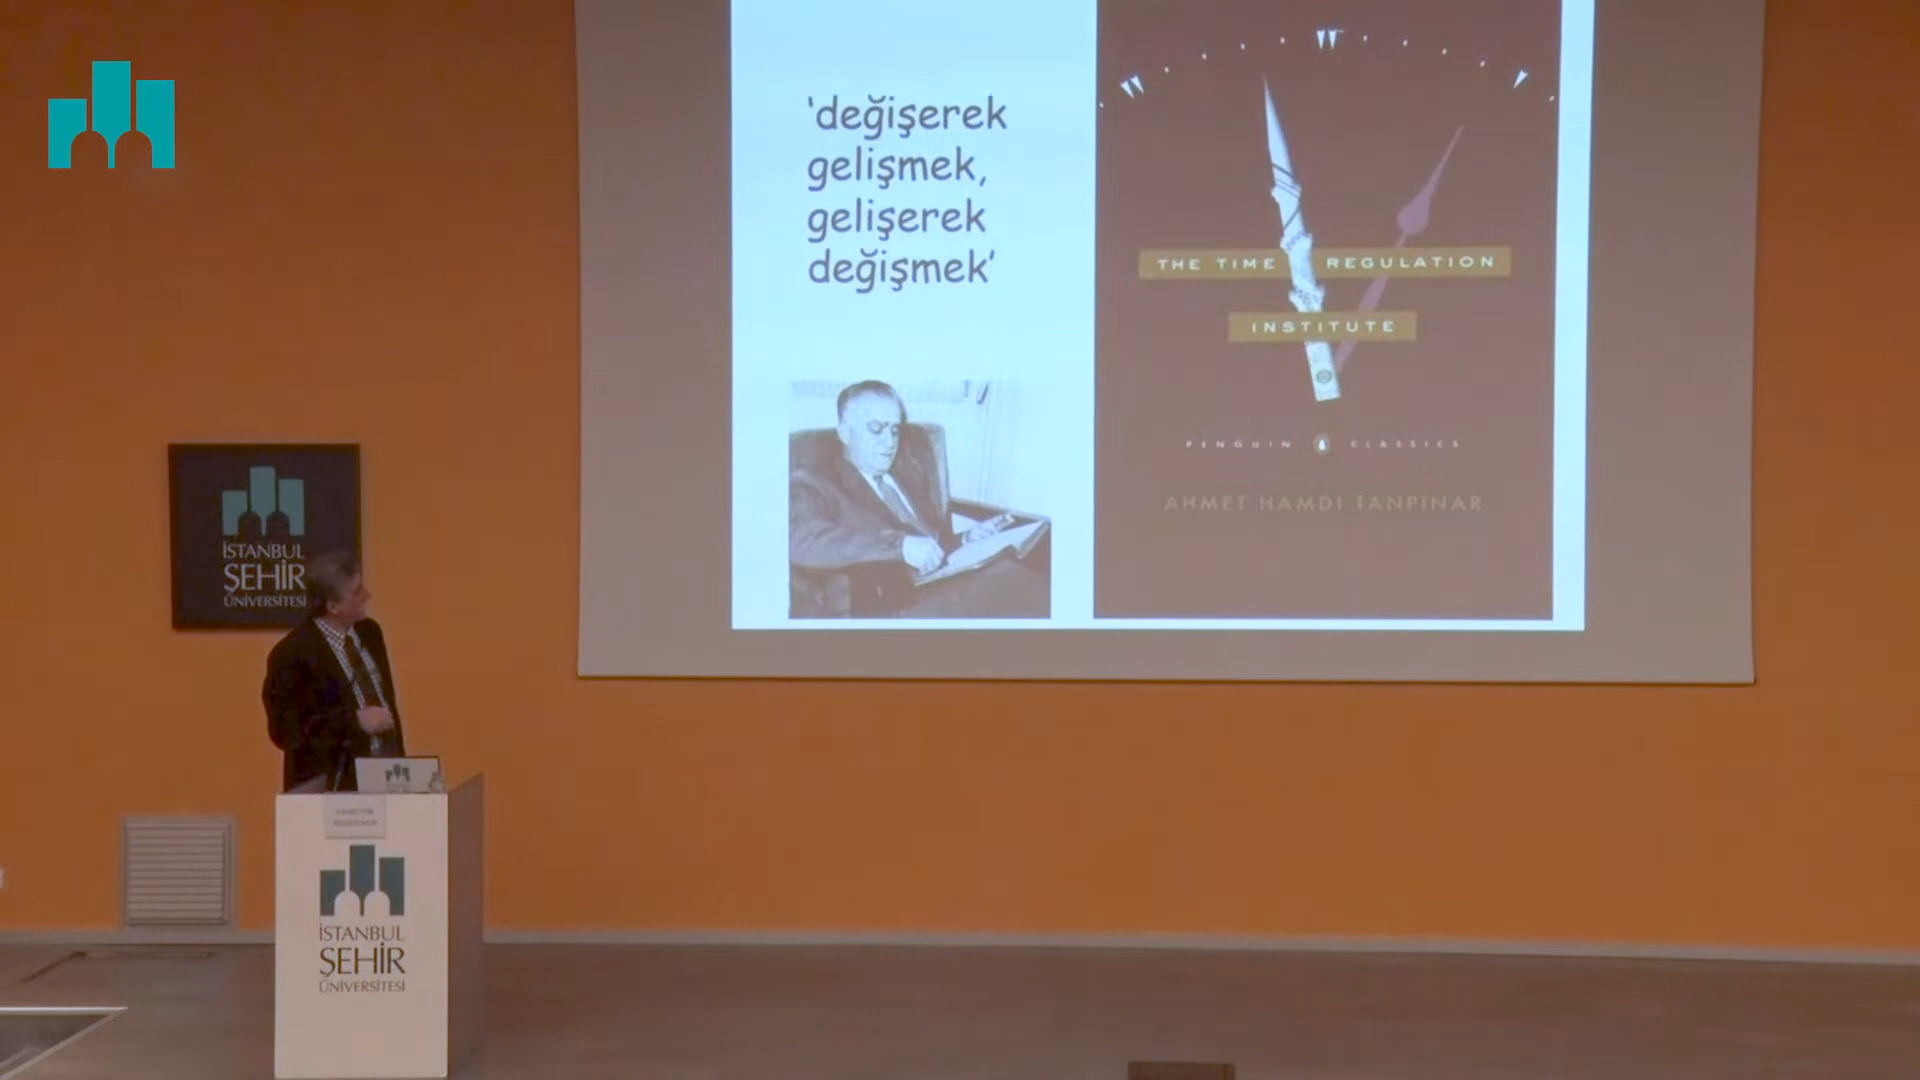 'değişerek
gelişmek,
gelişerek
değişmek'
THE TIME REGULATION
INSTITUTE
PENGUIN CLASSICS
AHMET HAMDI TANPINAR
İSTANBUL
ŞEHİR
ÜNİVERSİTESİ
İSTANBUL
ŞEHİR
ÜNİVERSİTESİ